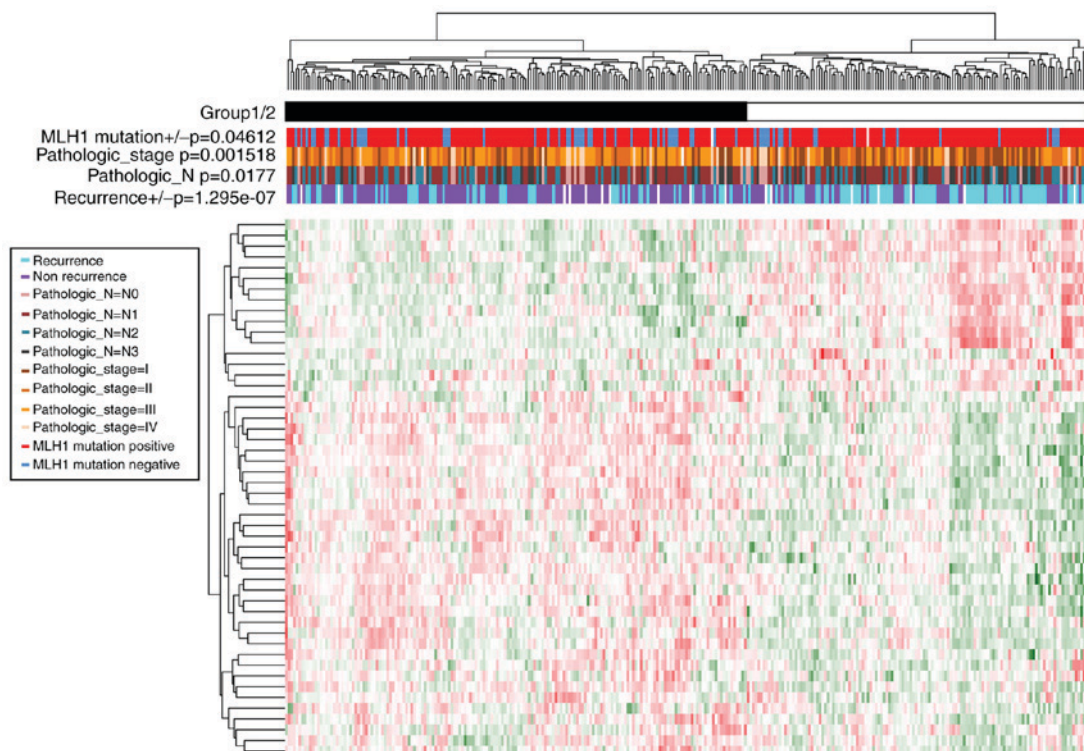 Group1/2
MLH1 mutation+/−p=0.04612
Pathologic_stage p=0.001518
Pathologic_N p=0.0177
Recurrence+/−p=1.295e-07
Recurrence
Non recurrence
Pathologic_N=N0
Pathologic_N=N1
Pathologic_N=N2
Pathologic_N=N3
Pathologic_stage=I
Pathologic_stage=II
Pathologic_stage=III
Pathologic_stage=IV
MLH1 mutation positive
MLH1 mutation negative